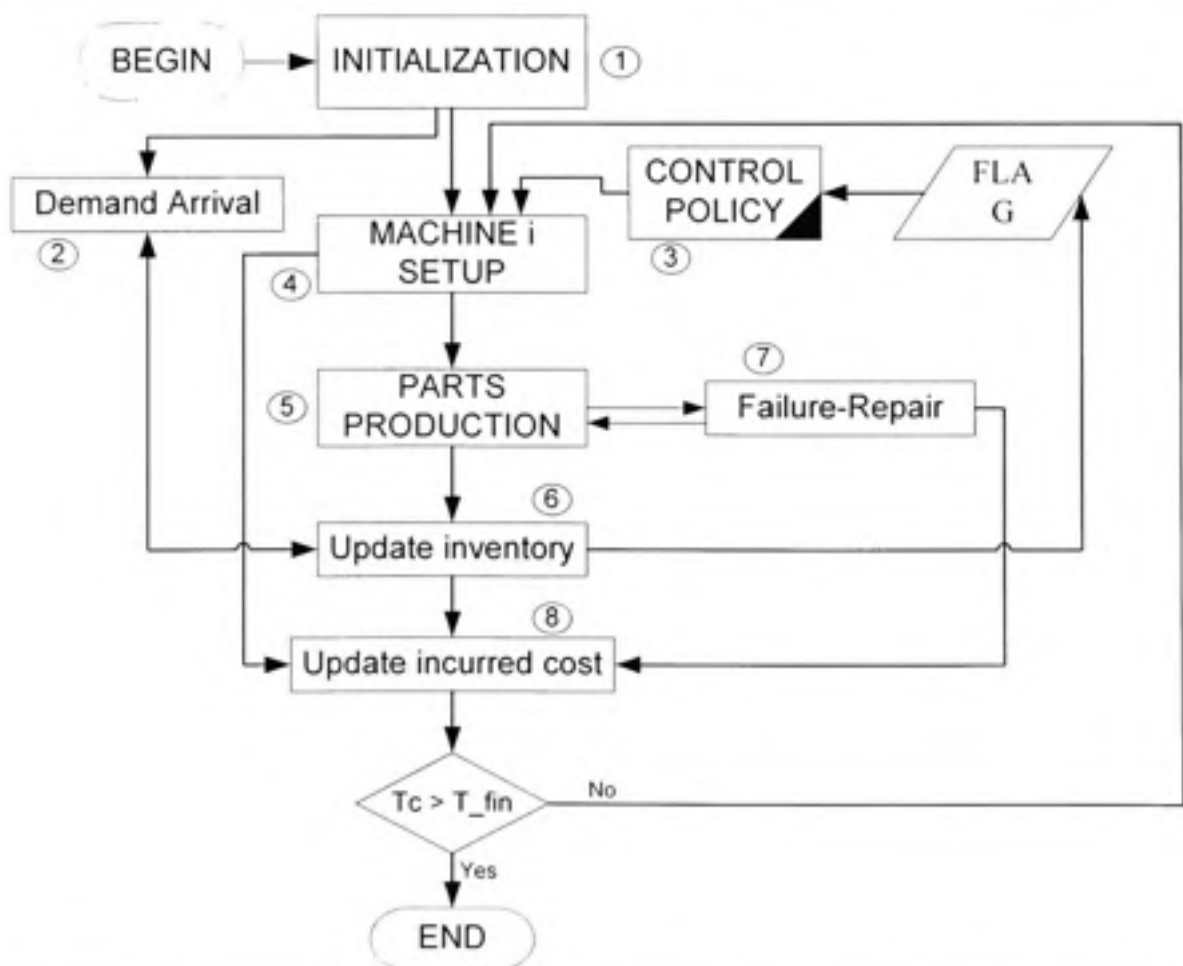 BEGIN
INITIALIZATION
1
Demand Arrival
2
CONTROL
POLICY
3
FLA
G
MACHINE i
SETUP
4
PARTS
PRODUCTION
5
7
Failure-Repair
6
Update inventory
8
Update incurred cost
Tc > T_fin
No
Yes
END